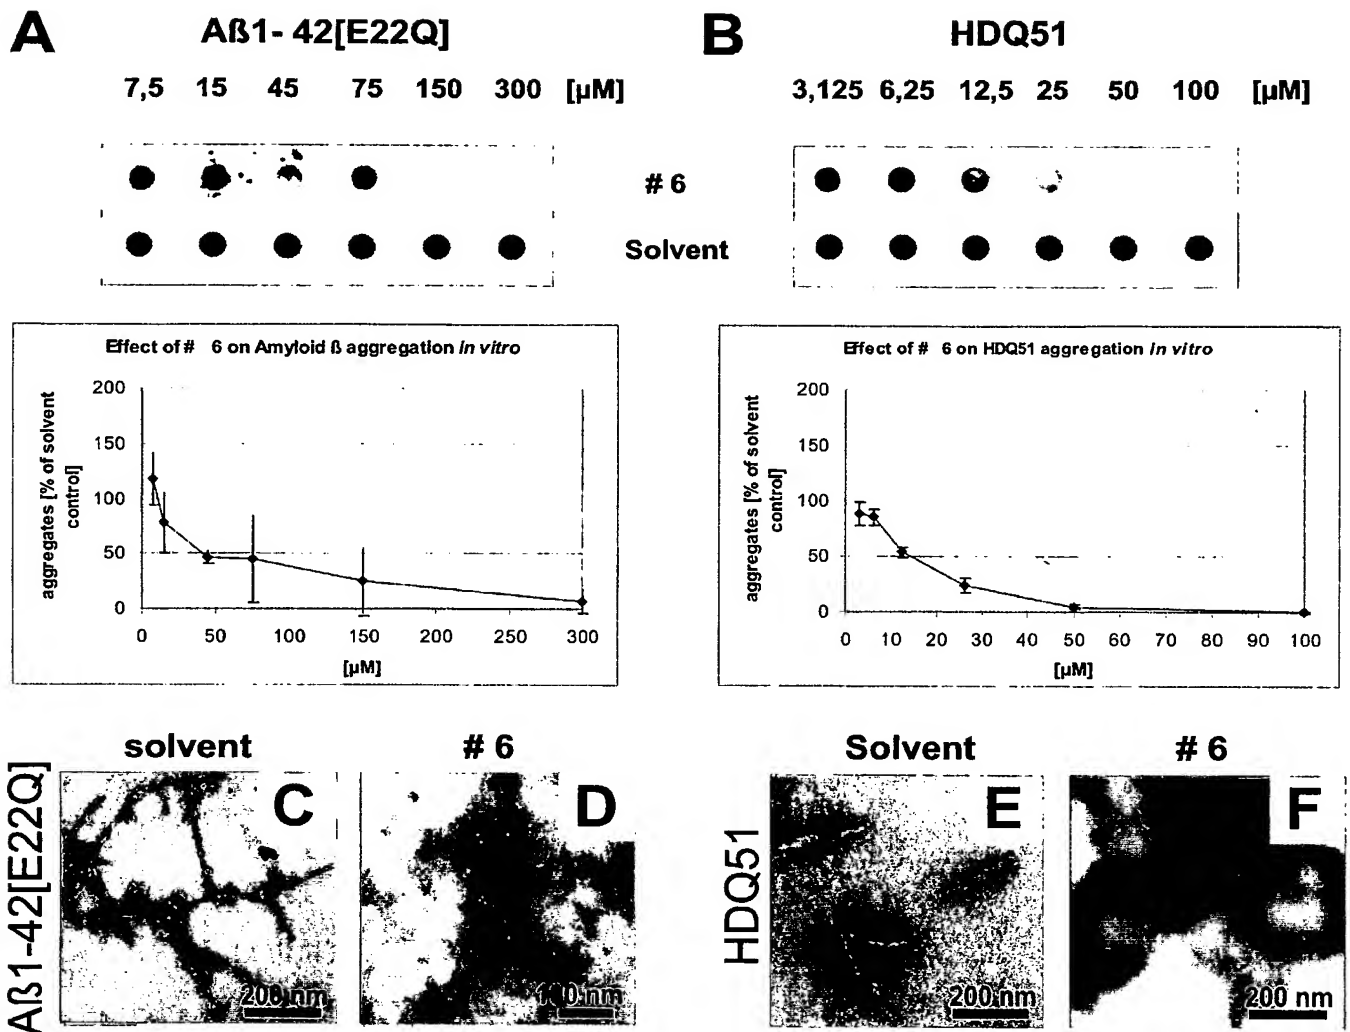 A
Aß1- 42[E22Q]
7,5 15 45 75 150 300 [µM]
B
HDQ51
3,125 6,25 12,5 25 50 100 [µM]
# 6
Solvent
Effect of # 6 on Amyloid ß aggregation in vitro
aggregates [% of solvent
control]
200
150
100
50
0
0 50 100 150 200 250 300
[µM]
Effect of # 6 on HDQ51 aggregation in vitro
aggregates [% of solvent
control]
200
150
100
50
0
0 10 20 30 40 50 60 70 80 90 100
[µM]
Aß1-42[E22Q]
solvent
C
200 nm
# 6
D
100 nm
HDQ51
Solvent
E
200 nm
# 6
F
200 nm